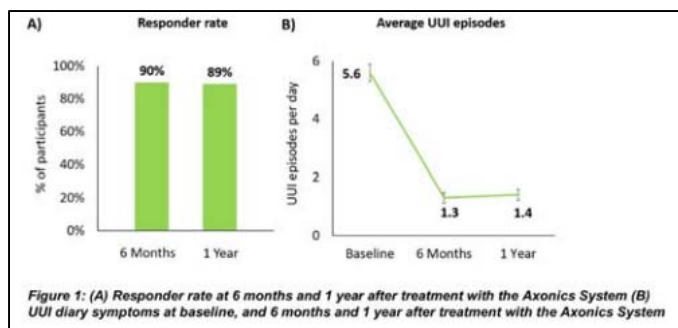 A) Responder rate
B) Average UUI episodes
100%
80%
60%
40%
20%
0%
% of participants
90%
89%
6 Months
1 Year
6
4
2
0
UUI episodes per day
5.6
1.3
1.4
Baseline
6 Months
1 Year
Figure 1: (A) Responder rate at 6 months and 1 year after treatment with the Axonics System (B)
UUI diary symptoms at baseline, and 6 months and 1 year after treatment with the Axonics System